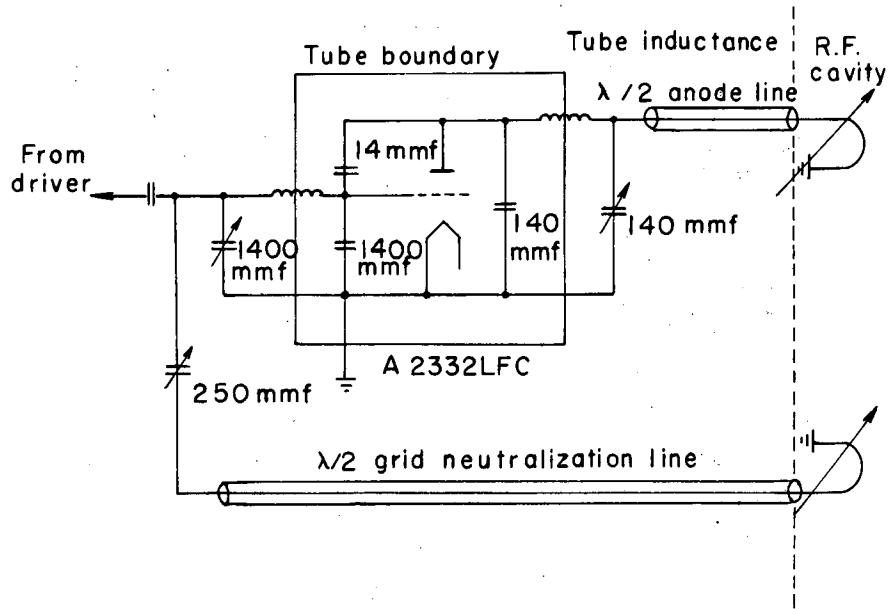 Tube boundary
Tube inductance
R.F.
cavity
λ/2 anode line
From
driver
14 mmf
1400
mmf
1400
mmf
140
mmf
140 mmf
A 2332LFC
250 mmf
λ/2 grid neutralization line